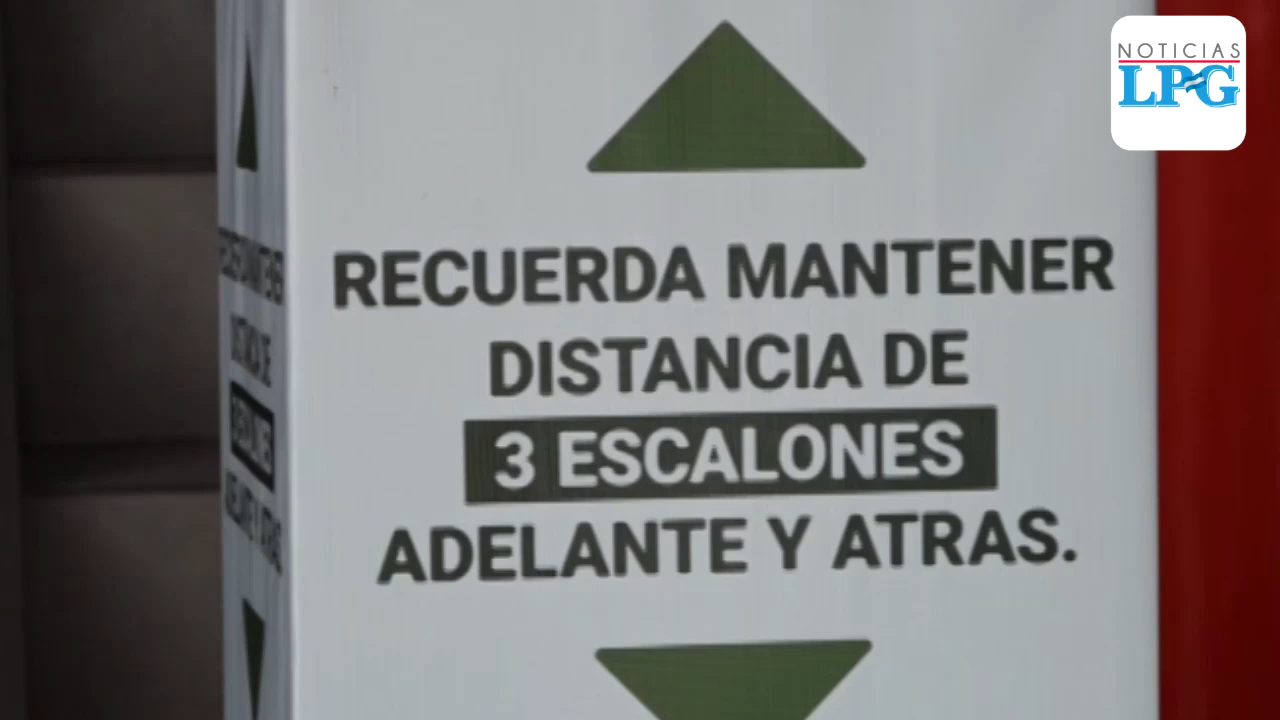 NOTICIAS
LPG
RECUERDA MANTENER
DISTANCIA DE
3 ESCALONES
ADELANTE Y ATRAS.